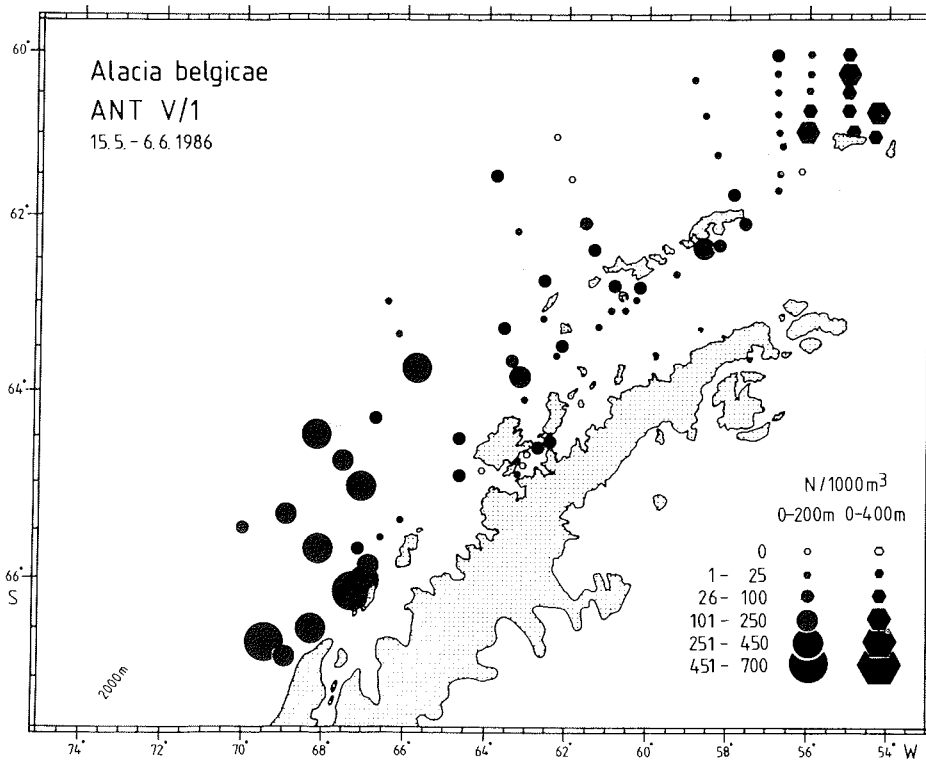 Alacia belgicae
ANT V/1
15.5.-6.6.1986
60°
62°
64°
66°
S
2000m
N/1000m³
0-200m 0-400m
0
1 - 25
26 - 100
101 - 250
251 - 450
451 - 700
74° 72° 70° 68° 66° 64° 62° 60° 58° 56° 54° W